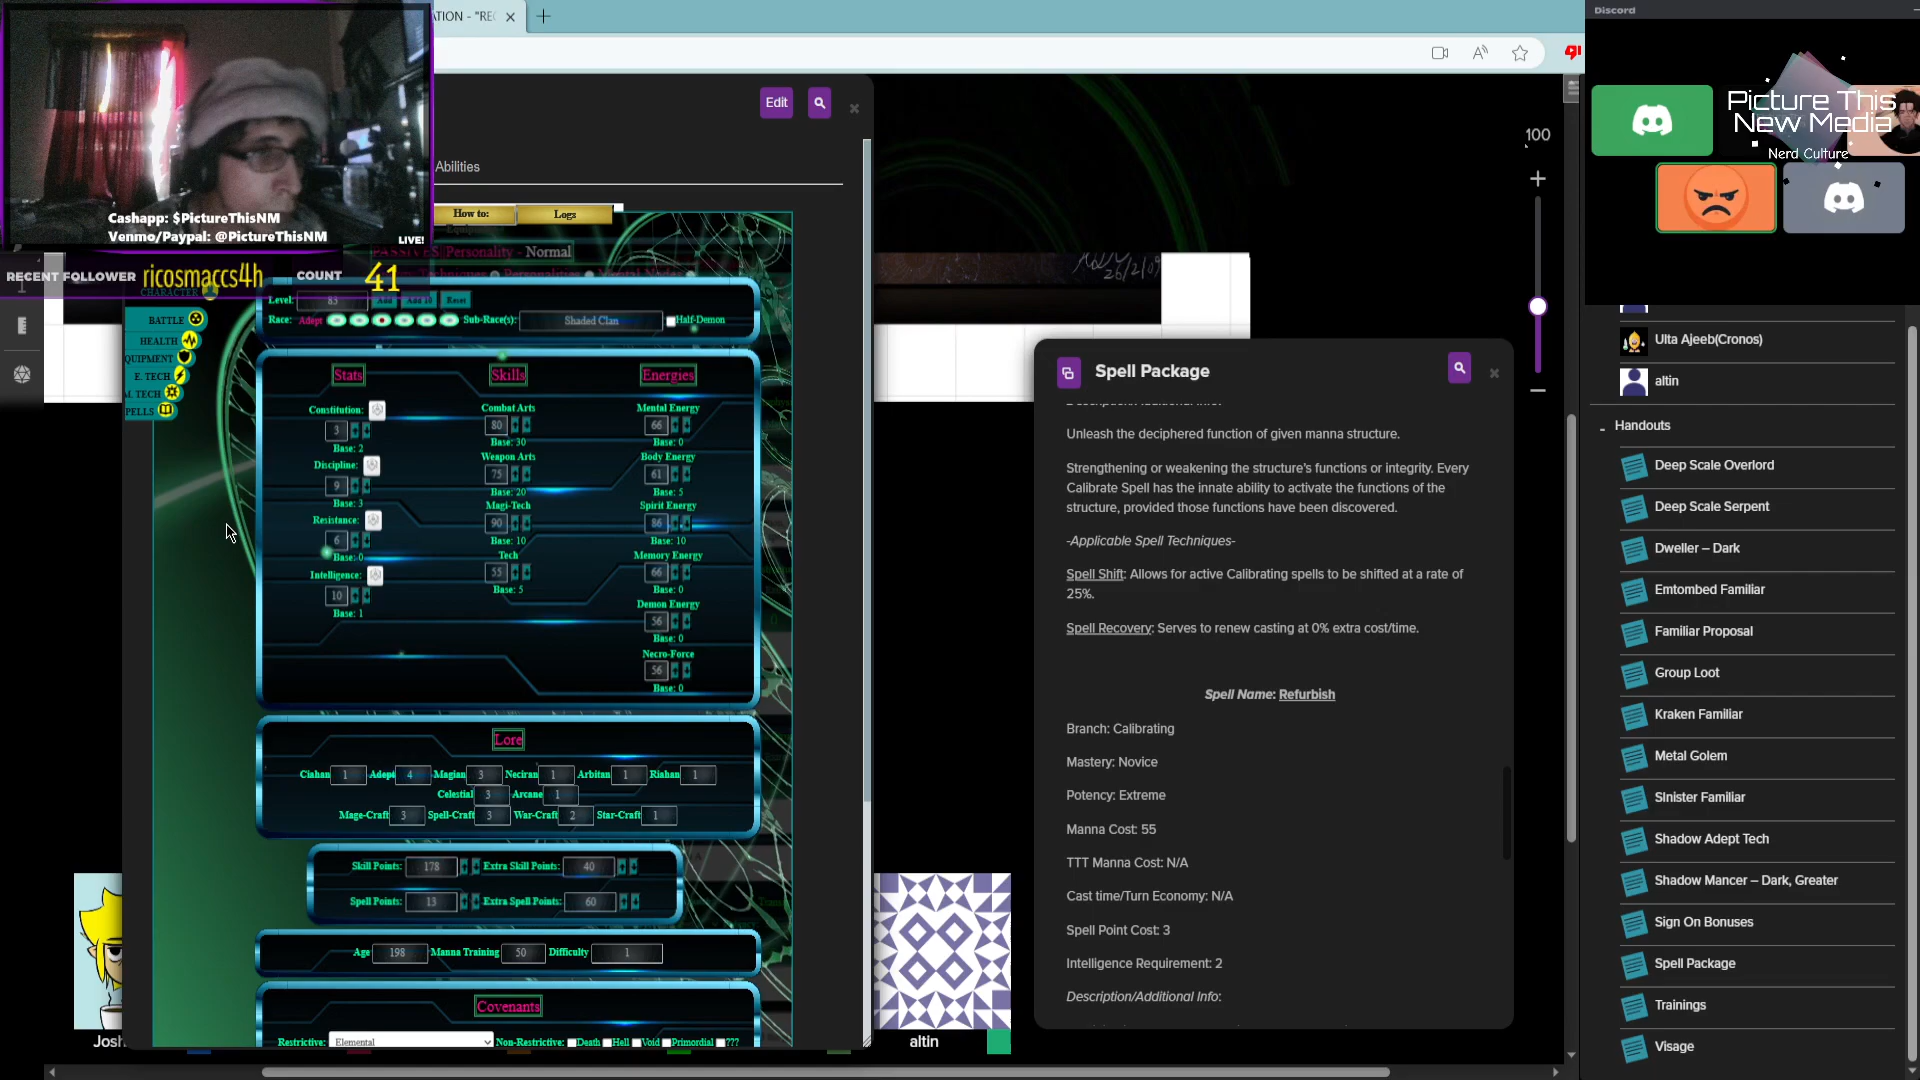 ATION - "REC
Discord
Picture This
New Media
Nerd Culture
Cashapp: $PictureThisNM
Venmo/Paypal: @PictureThisNM
LIVE!
RECENT FOLLOWER ricosmaccs4h COUNT 41
Edit
Abilities
How to: Logs
PASSIVES Personality - Normal
CHARACTER
BATTLE
HEALTH
EQUIPMENT
E. TECH
M. TECH
SPELLS
Level: 83 Add Add 10 Reset
Race: Adept Sub-Race(s): Shaded Clan Half-Demon
Stats Skills Energies
Constitution:
3
Base: 2
Discipline:
9
Base: 3
Resistance:
6
Base: 0
Intelligence:
10
Base: 1
Combat Arts
80
Base: 30
Weapon Arts
75
Base: 20
Magi-Tech
90
Base: 10
Tech
55
Base: 5
Mental Energy
66
Base: 0
Body Energy
61
Base: 5
Spirit Energy
86
Base: 10
Memory Energy
66
Base: 0
Demon Energy
56
Base: 0
Necro-Force
56
Base: 0
Lore
Ciahan 1 Adept 4 Magian 3 Neciran 1 Arbitan 1 Riahan 1
Celestial 3 Arcane 1
Mage-Craft 3 Spell-Craft 3 War-Craft 2 Star-Craft 1
Skill Points: 178 Extra Skill Points: 40
Spell Points: 13 Extra Spell Points: 60
Age 198 Manna Training 50 Difficulty 1
Covenants
Restrictive: Elemental Non-Restrictive: Death Hell Void Primordial ???
Josh
altin
26/2/09
100
Spell Package
Unleash the deciphered function of given manna structure.
Strengthening or weakening the structure's functions or integrity. Every
Calibrate Spell has the innate ability to activate the functions of the
structure, provided those functions have been discovered.
-Applicable Spell Techniques-
Spell Shift: Allows for active Calibrating spells to be shifted at a rate of
25%.
Spell Recovery: Serves to renew casting at 0% extra cost/time.
Spell Name: Refurbish
Branch: Calibrating
Mastery: Novice
Potency: Extreme
Manna Cost: 55
TTT Manna Cost: N/A
Cast time/Turn Economy: N/A
Spell Point Cost: 3
Intelligence Requirement: 2
Description/Additional Info:
Ulta Ajeeb(Cronos)
altin
Handouts
Deep Scale Overlord
Deep Scale Serpent
Dweller – Dark
Emtombed Familiar
Familiar Proposal
Group Loot
Kraken Familiar
Metal Golem
SInister Familiar
Shadow Adept Tech
Shadow Mancer – Dark, Greater
Sign On Bonuses
Spell Package
Trainings
Visage